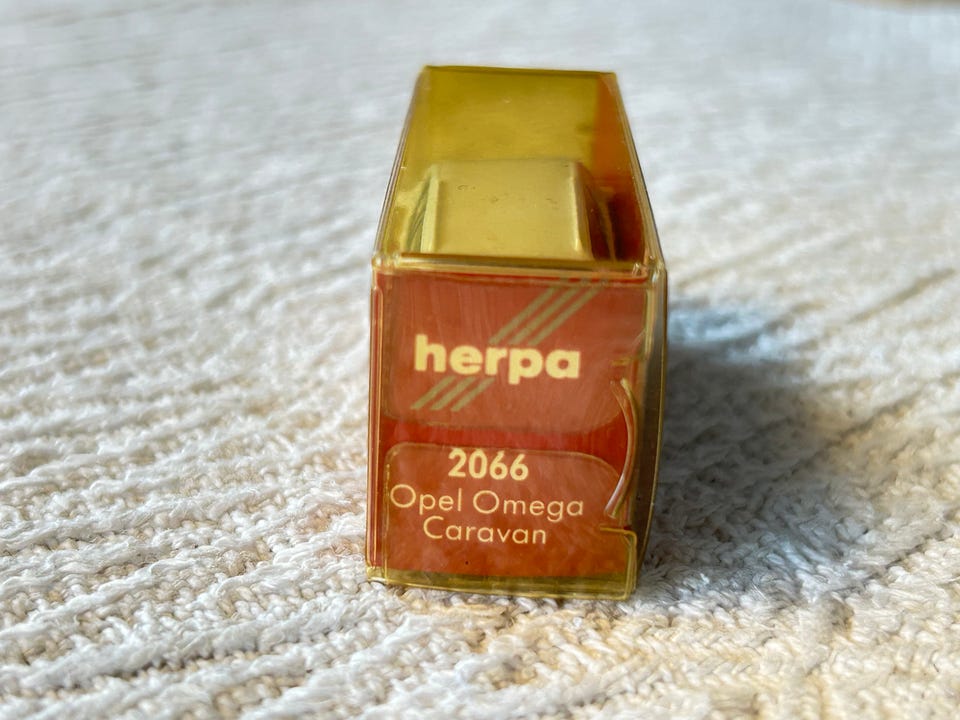 herpa
2066
Opel Omega
Caravan